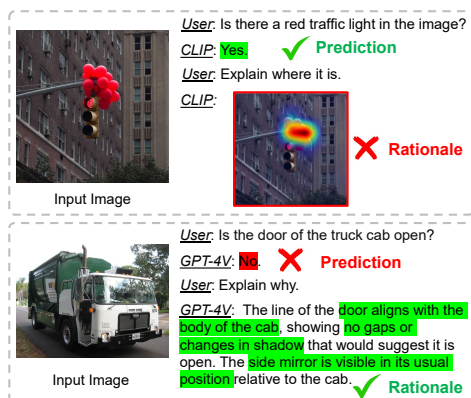 User: Is there a red traffic light in the image?
CLIP: Yes. Prediction
User: Explain where it is.
CLIP:
Rationale
Input Image
User: Is the door of the truck cab open?
GPT-4V: No. Prediction
User: Explain why.
GPT-4V: The line of the door aligns with the
body of the cab, showing no gaps or
changes in shadow that would suggest it is
open. The side mirror is visible in its usual
position relative to the cab.
Input Image
Rationale